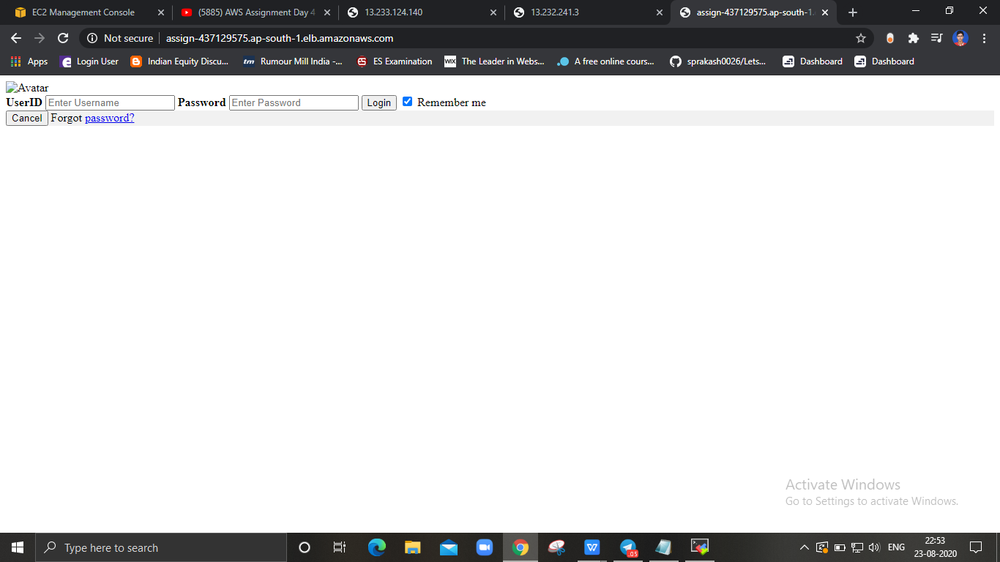 EC2 Management Console
(5885) AWS Assignment Day 4
13.233.124.140
13.232.241.3
assign-437129575.ap-south-1.
Not secure
assign-437129575.ap-south-1.elb.amazonaws.com
Apps
Login User
Indian Equity Discu...
tm
Rumour Mill India -...
ES Examination
WIX
The Leader in Webs...
A free online cours...
sprakash0026/Lets...
Dashboard
Dashboard
Avatar
UserID Enter Username Password Enter Password Login Remember me
Cancel Forgot password?
Activate Windows
Go to Settings to activate Windows.
Type here to search
.05
ENG
22:53
23-08-2020